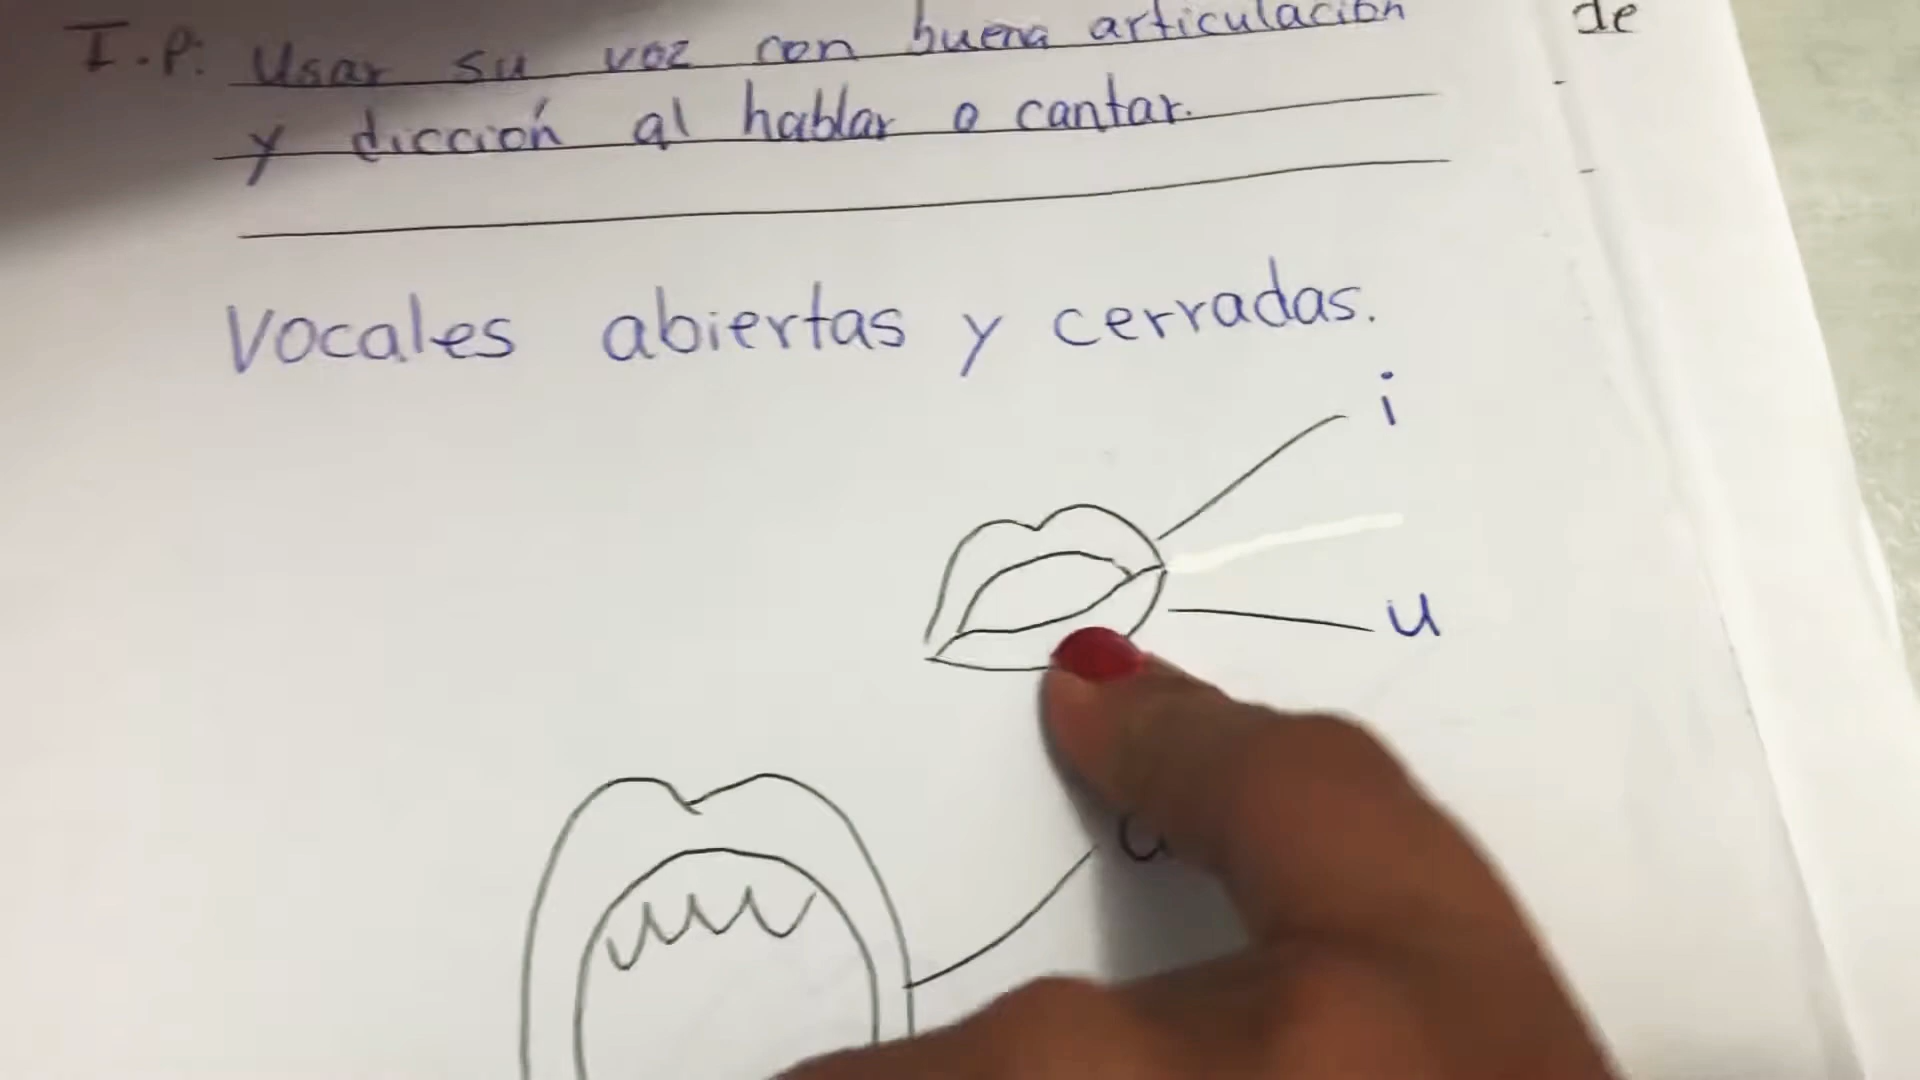 I.P: Usar su voz con buena articulación
y dicción al hablar o cantar.
de
Vocales abiertas y cerradas.
i
u